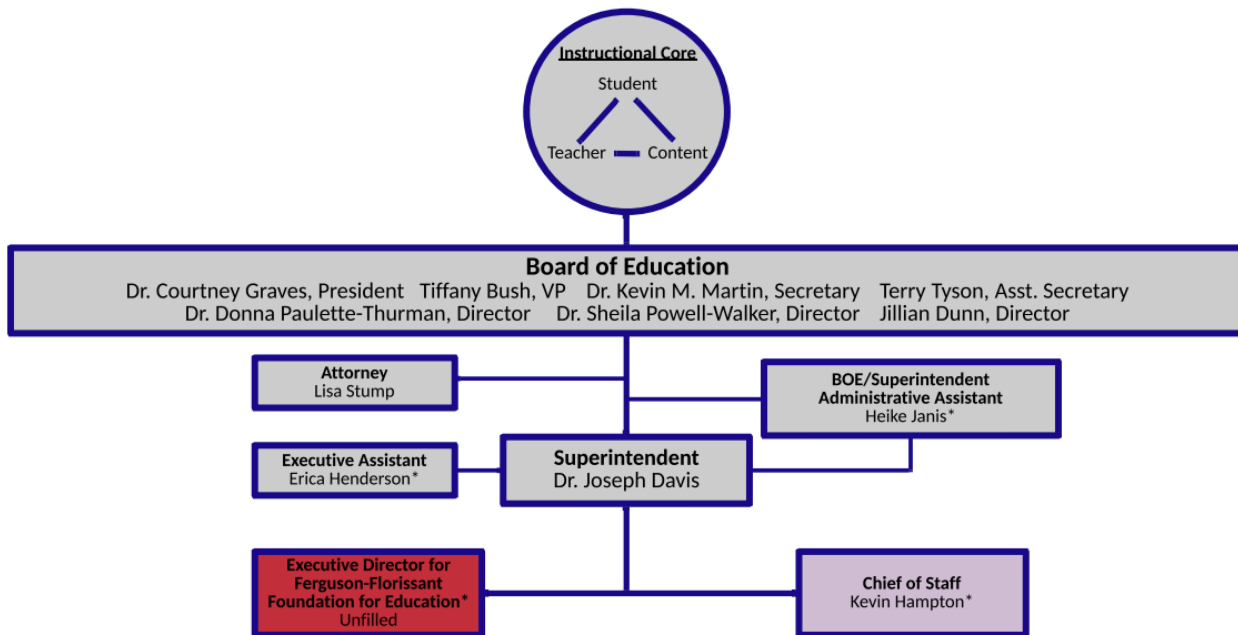 Instructional Core
Student
Teacher Content
Board of Education
Dr. Courtney Graves, President Tiffany Bush, VP Dr. Kevin M. Martin, Secretary Terry Tyson, Asst. Secretary
Dr. Donna Paulette-Thurman, Director Dr. Sheila Powell-Walker, Director Jillian Dunn, Director
Attorney
Lisa Stump
BOE/Superintendent
Administrative Assistant
Heike Janis*
Executive Assistant
Erica Henderson*
Superintendent
Dr. Joseph Davis
Executive Director for
Ferguson-Florissant
Foundation for Education*
Unfilled
Chief of Staff
Kevin Hampton*